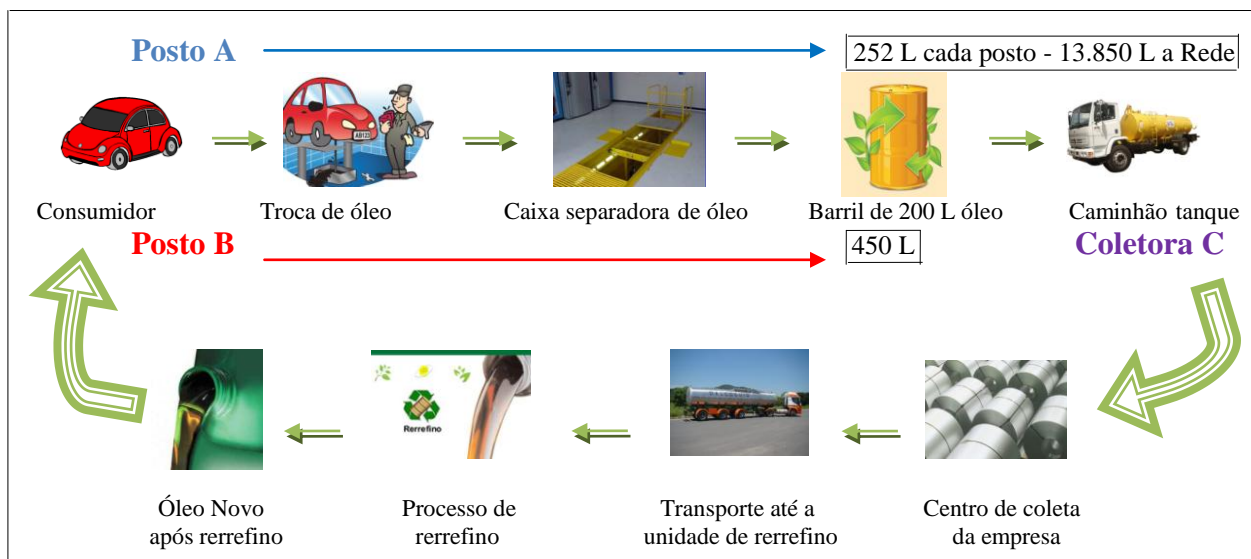 Posto A
252 L cada posto - 13.850 L a Rede
AB123
Consumidor
Troca de óleo
Caixa separadora de óleo
Barril de 200 L óleo
Caminhão tanque
Posto B
450 L
Coletora C
Rerrefino
Óleo Novo
após rerrefino
Processo de
rerrefino
Transporte até a
unidade de rerrefino
Centro de coleta
da empresa